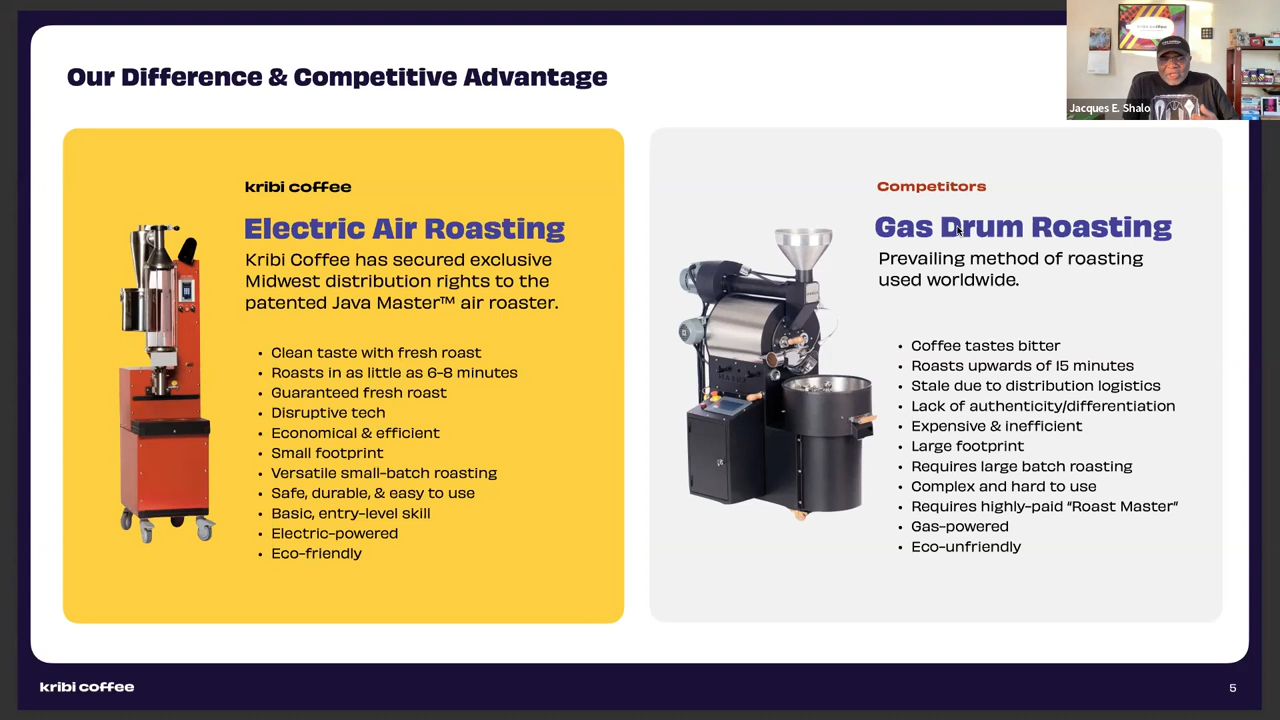 Our Difference & Competitive Advantage
Jacques E. Shalo
kribi coffee
Electric Air Roasting
Kribi Coffee has secured exclusive
Midwest distribution rights to the
patented Java Master™ air roaster.
• Clean taste with fresh roast
• Roasts in as little as 6-8 minutes
• Guaranteed fresh roast
• Disruptive tech
• Economical & efficient
• Small footprint
• Versatile small-batch roasting
• Safe, durable, & easy to use
• Basic, entry-level skill
• Electric-powered
• Eco-friendly
Competitors
Gas Drum Roasting
Prevailing method of roasting
used worldwide.
• Coffee tastes bitter
• Roasts upwards of 15 minutes
• Stale due to distribution logistics
• Lack of authenticity/differentiation
• Expensive & inefficient
• Large footprint
• Requires large batch roasting
• Complex and hard to use
• Requires highly-paid “Roast Master”
• Gas-powered
• Eco-unfriendly
kribi coffee
5